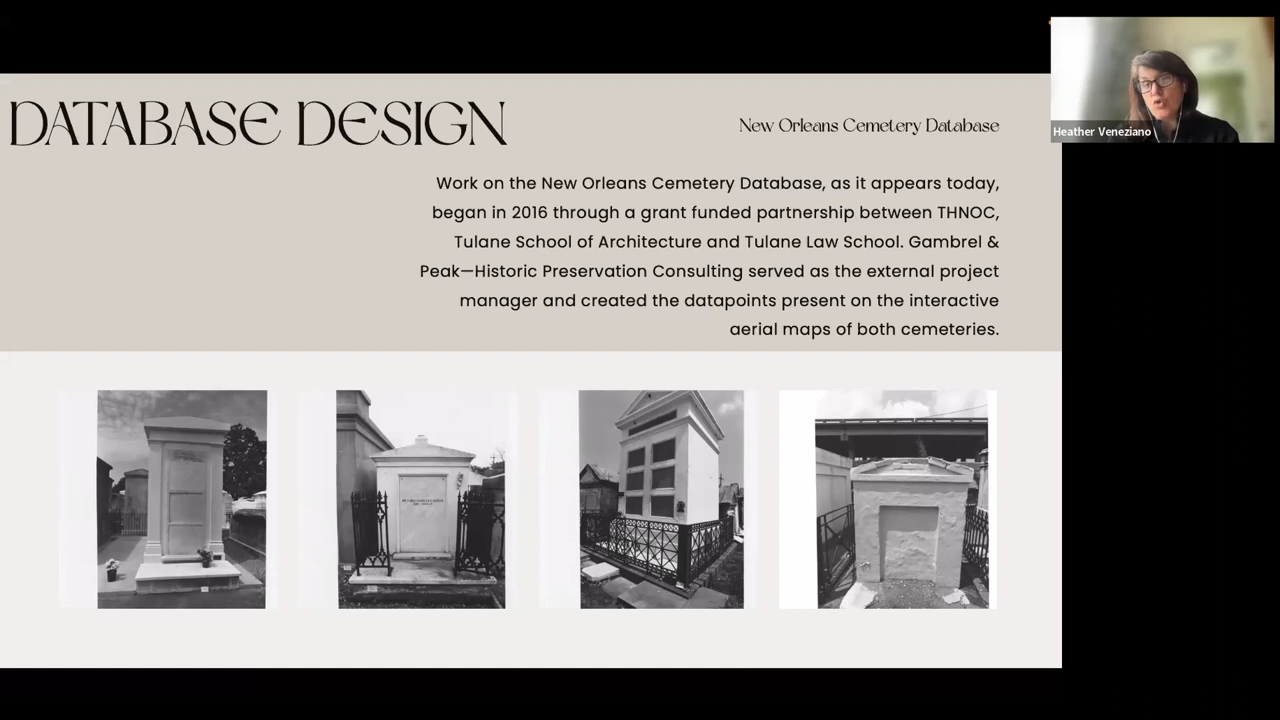 DATABASE DESIGN
New Orleans Cemetery Database
Work on the New Orleans Cemetery Database, as it appears today,
began in 2016 through a grant funded partnership between THNOC,
Tulane School of Architecture and Tulane Law School. Gambrel &
Peak—Historic Preservation Consulting served as the external project
manager and created the datapoints present on the interactive
aerial maps of both cemeteries.
Heather Veneziano